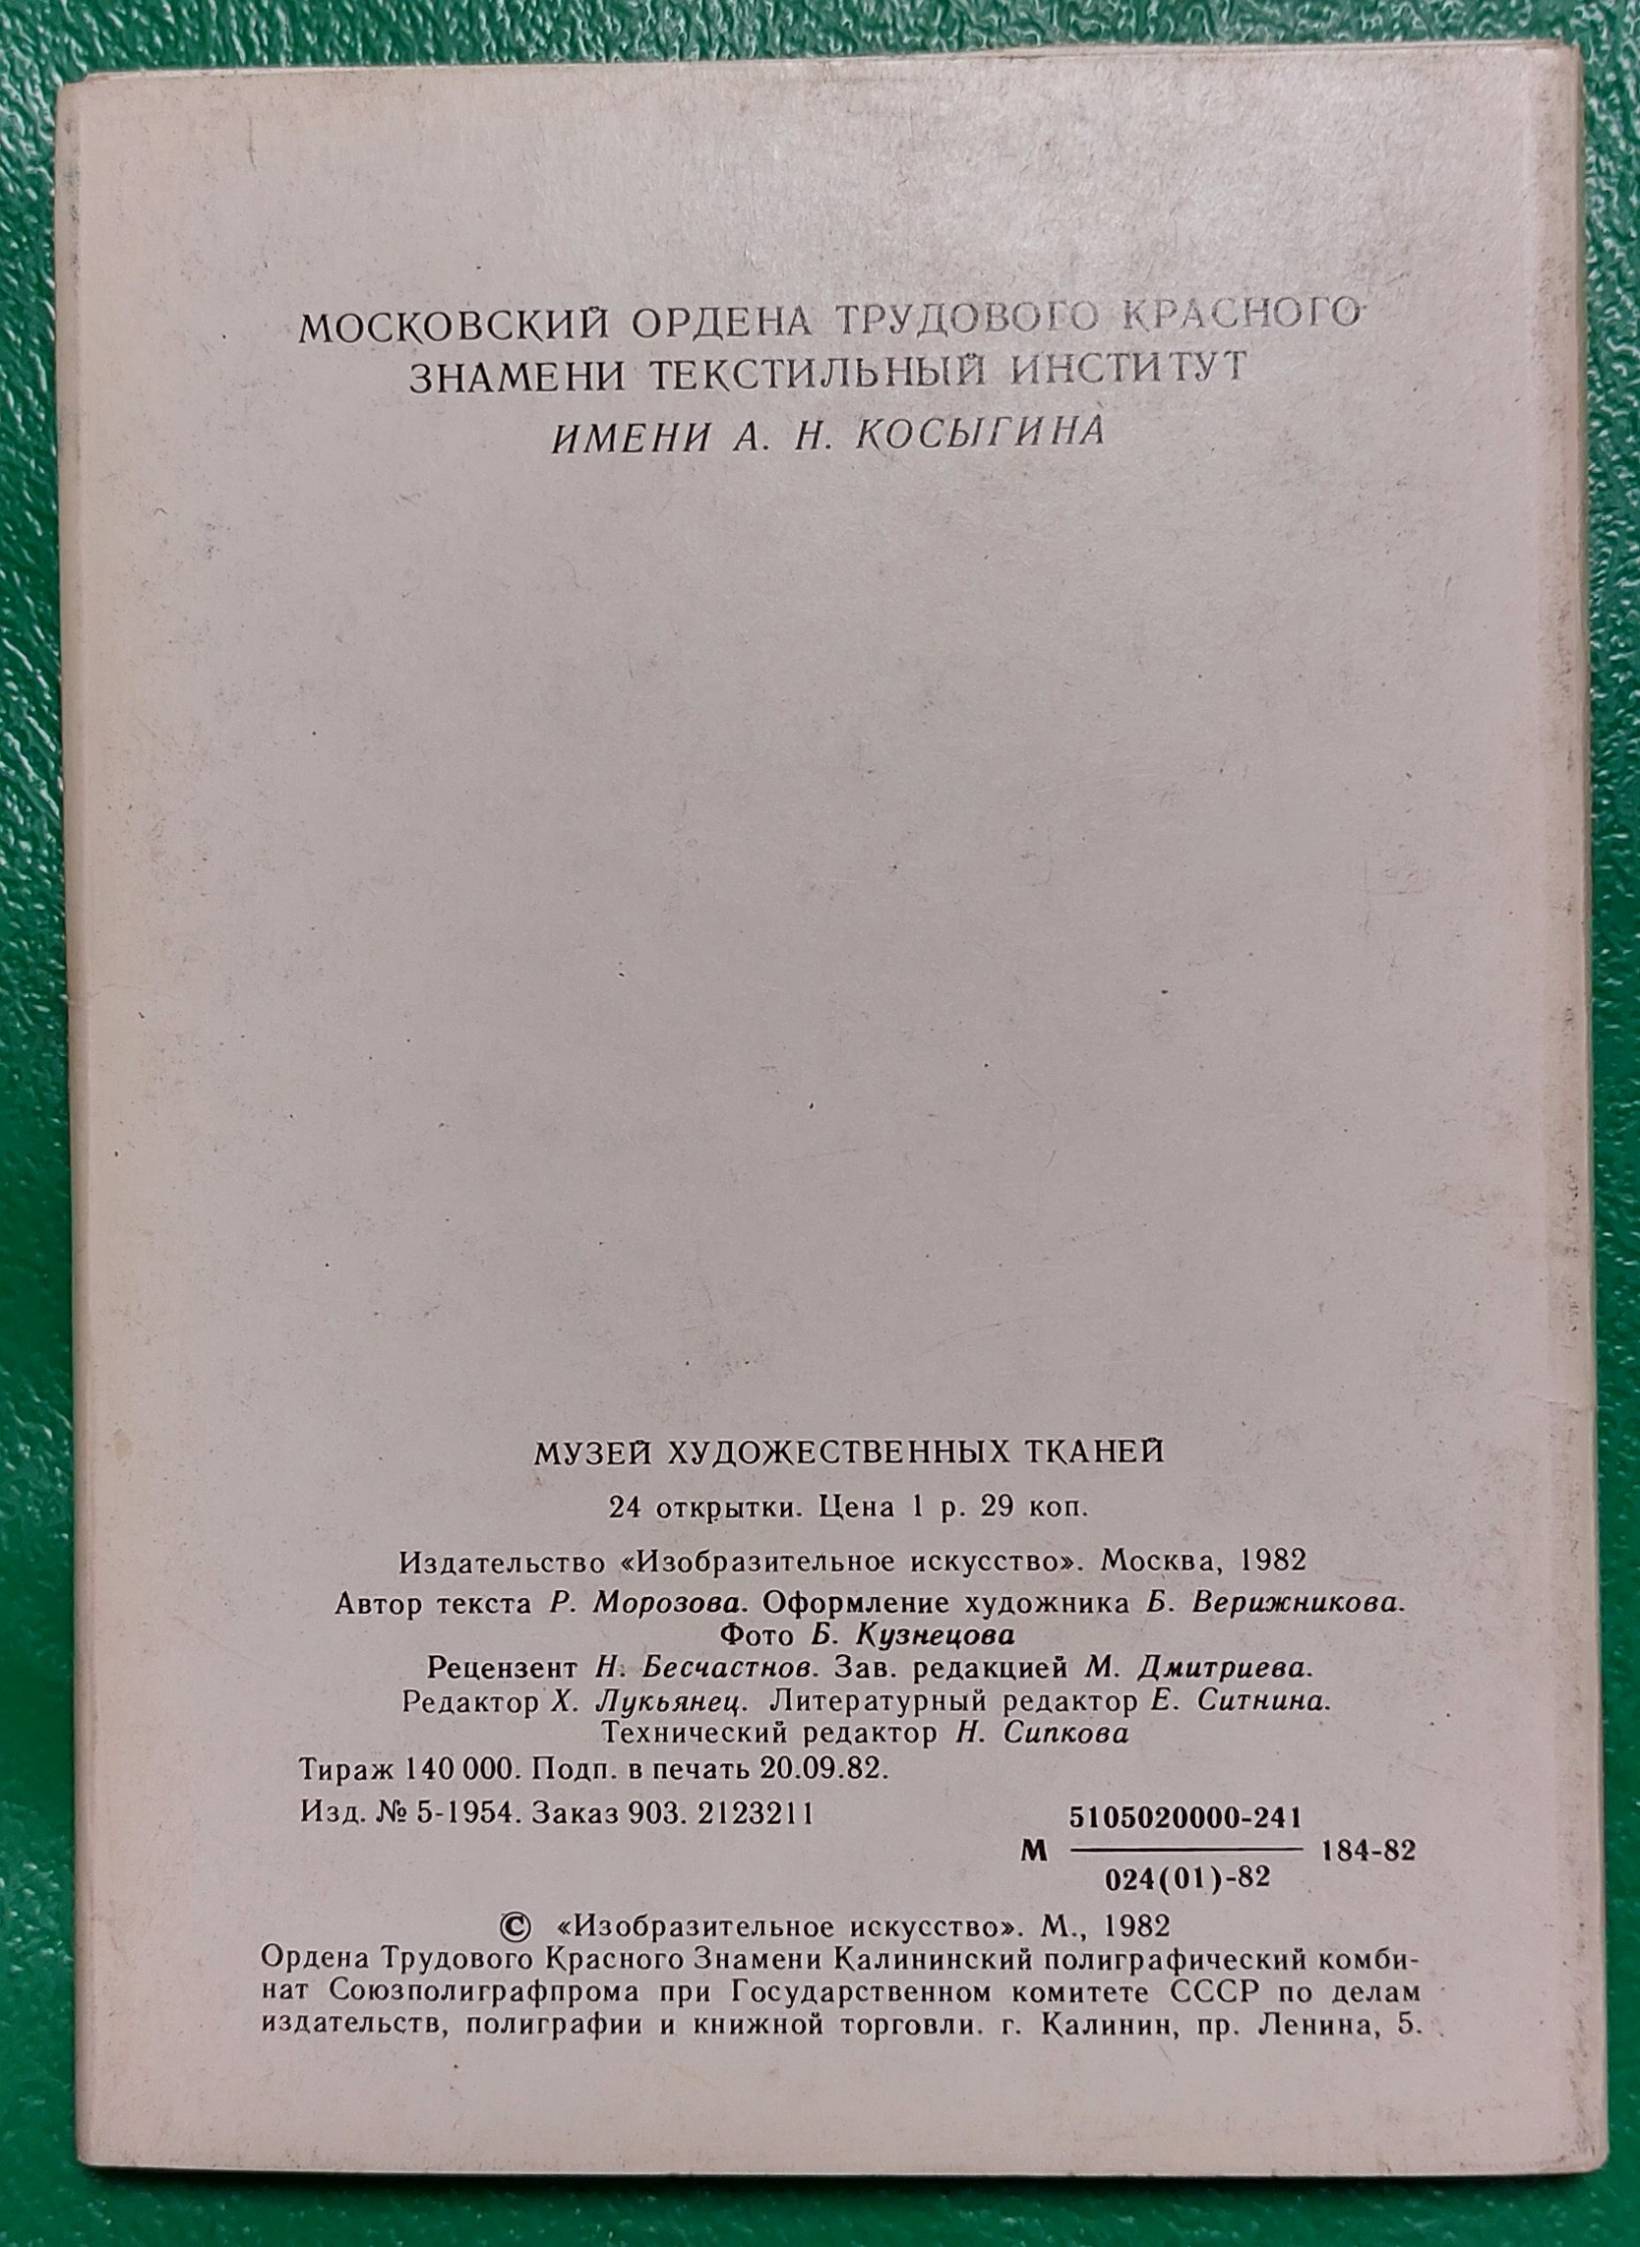 МОСКОВСКИЙ ОРДЕНА ТРУДОВОГО КРАСНОГО
ЗНАМЕНИ ТЕКСТИЛЬНЫЙ ИНСТИТУТ
ИМЕНИ А. Н. КОСЫГИНА
МУЗЕЙ ХУДОЖЕСТВЕННЫХ ТКАНЕЙ
24 открытки. Цена 1 р. 29 коп.
Издательство «Изобразительное искусство». Москва, 1982
Автор текста Р. Морозова. Оформление художника Б. Верижникова.
Фото Б. Кузнецова
Рецензент Н. Бесчастнов. Зав. редакцией М. Дмитриева.
Редактор Х. Лукьянец. Литературный редактор Е. Ситнина.
Технический редактор Н. Сипкова
Тираж 140 000. Подп. в печать 20.09.82.
Изд. № 5-1954. Заказ 903. 2123211
5105020000-241
М 184-82
024(01)-82
© «Изобразительное искусство». М., 1982
Ордена Трудового Красного Знамени Калининский полиграфический комби-
нат Союзполиграфпрома при Государственном комитете СССР по делам
издательств, полиграфии и книжной торговли. г. Калинин, пр. Ленина, 5.